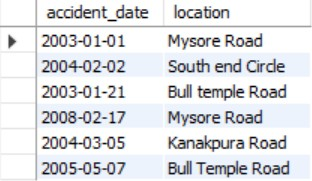 accident_date location
2003-01-01 Mysore Road
2004-02-02 South end Circle
2003-01-21 Bull temple Road
2008-02-17 Mysore Road
2004-03-05 Kanakpura Road
2005-05-07 Bull Temple Road